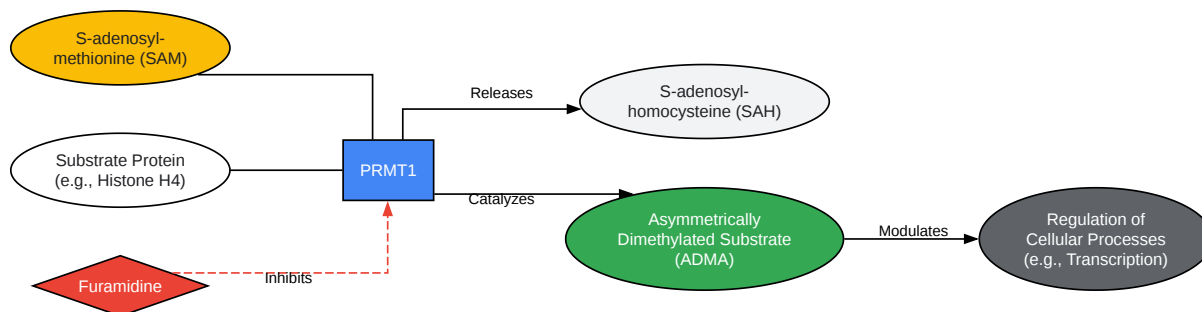 S-adenosyl-
methionine (SAM)
Releases
S-adenosyl-
homocysteine (SAH)
Substrate Protein
(e.g., Histone H4)
PRMT1
Catalyzes
Asymmetrically
Dimethylated Substrate
(ADMA)
Modulates
Regulation of
Cellular Processes
(e.g., Transcription)
Furamidine
Inhibits